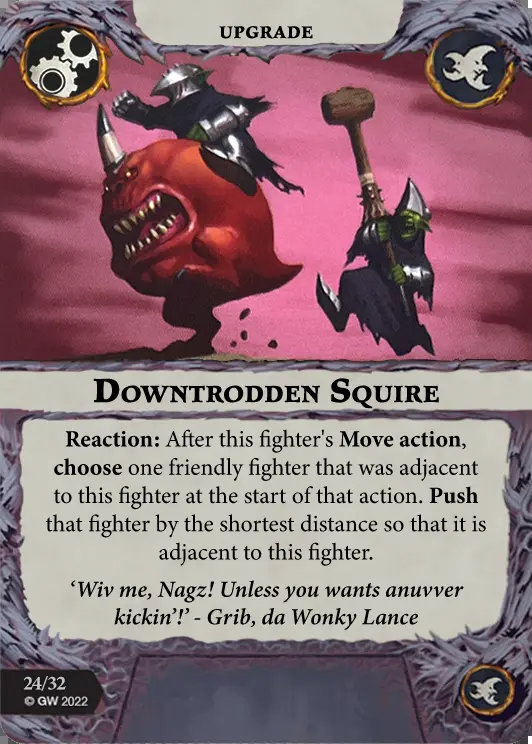 UPGRADE
DOWNTRODDEN SQUIRE
Reaction: After this fighter's Move action,
choose one friendly fighter that was adjacent
to this fighter at the start of that action. Push
that fighter by the shortest distance so that it is
adjacent to this fighter.
‘Wiv me, Nagz! Unless you wants anuvver
kickin’!’ - Grib, da Wonky Lance
24/32
© GW 2022